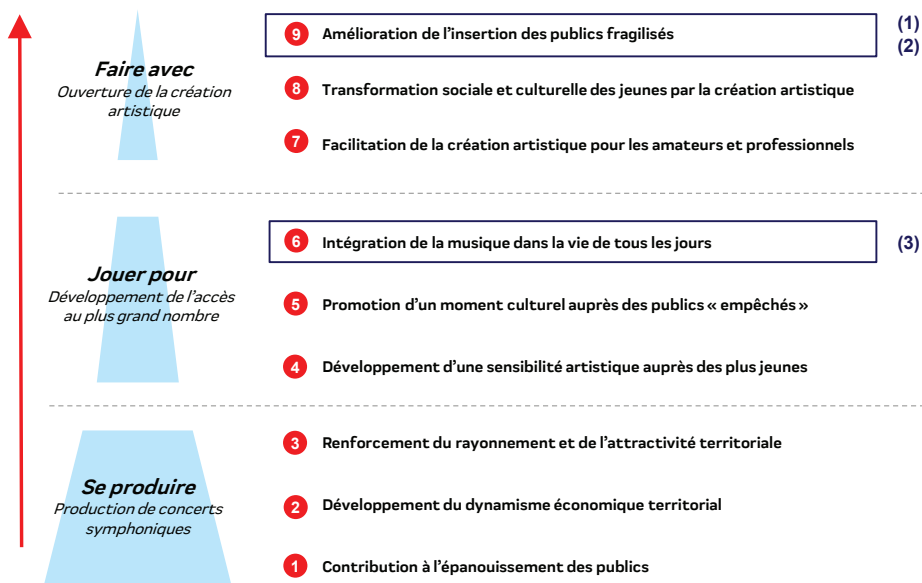 9 Amélioration de l'insertion des publics fragilisés
(1)
(2)
Faire avec
Ouverture de la création
artistique
8 Transformation sociale et culturelle des jeunes par la création artistique
7 Facilitation de la création artistique pour les amateurs et professionnels
6 Intégration de la musique dans la vie de tous les jours
(3)
Jouer pour
Développement de l'accès
au plus grand nombre
5 Promotion d'un moment culturel auprès des publics « empêchés »
4 Développement d'une sensibilité artistique auprès des plus jeunes
3 Renforcement du rayonnement et de l'attractivité territoriale
Se produire
Production de concerts
symphoniques
2 Développement du dynamisme économique territorial
1 Contribution à l'épanouissement des publics